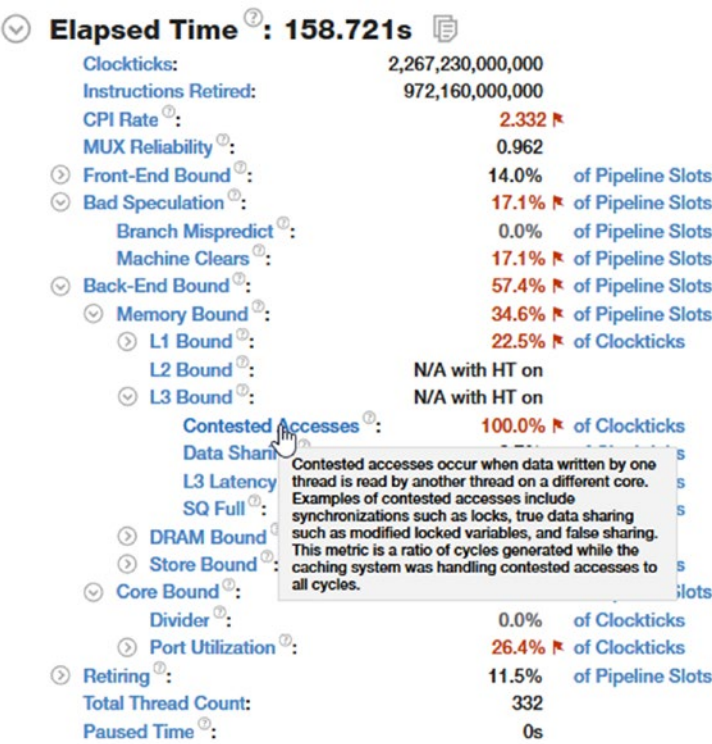 Elapsed Time ?: 158.721s
Clockticks: 2,267,230,000,000
Instructions Retired: 972,160,000,000
CPI Rate ?: 2.332
MUX Reliability ?: 0.962
Front-End Bound ?: 14.0% of Pipeline Slots
Bad Speculation ?: 17.1% of Pipeline Slots
Branch Mispredict ?: 0.0% of Pipeline Slots
Machine Clears ?: 17.1% of Pipeline Slots
Back-End Bound ?: 57.4% of Pipeline Slots
Memory Bound ?: 34.6% of Pipeline Slots
L1 Bound ?: 22.5% of Clockticks
L2 Bound ?: N/A with HT on
L3 Bound ?: N/A with HT on
Contested Accesses ?: 100.0% of Clockticks
Data
L3 Latency
SQ Full ?:
DRAM Bound
Store Bound ?:
Contested accesses occur when data written by one
thread is read by another thread on a different core.
Examples of contested accesses include
synchronizations such as locks, true data sharing
such as modified locked variables, and false sharing.
This metric is a ratio of cycles generated while the
caching system was handling contested accesses to
all cycles.
Core Bound ?:
Divider ?: 0.0% of Clockticks
Port Utilization ?: 26.4% of Clockticks
Retiring ?: 11.5% of Pipeline Slots
Total Thread Count: 332
Paused Time ?: 0s